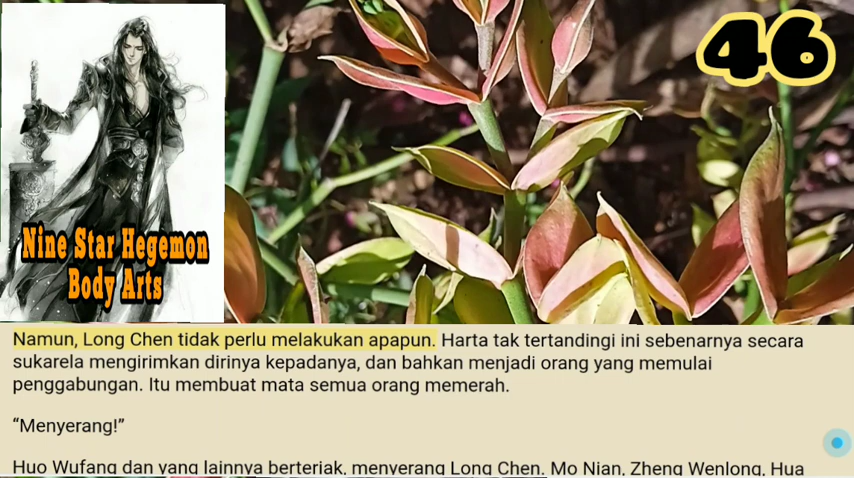 46
Nine Star Hegemon
Body Arts
Namun, Long Chen tidak perlu melakukan apapun. Harta tak tertandingi ini sebenarnya secara
sukarela mengirimkan dirinya kepadanya, dan bahkan menjadi orang yang memulai
penggabungan. Itu membuat mata semua orang memerah.
“Menyerang!”
Huo Wufang dan yang lainnya berteriak, menyerang Long Chen. Mo Nian, Zheng Wenlong, Hua